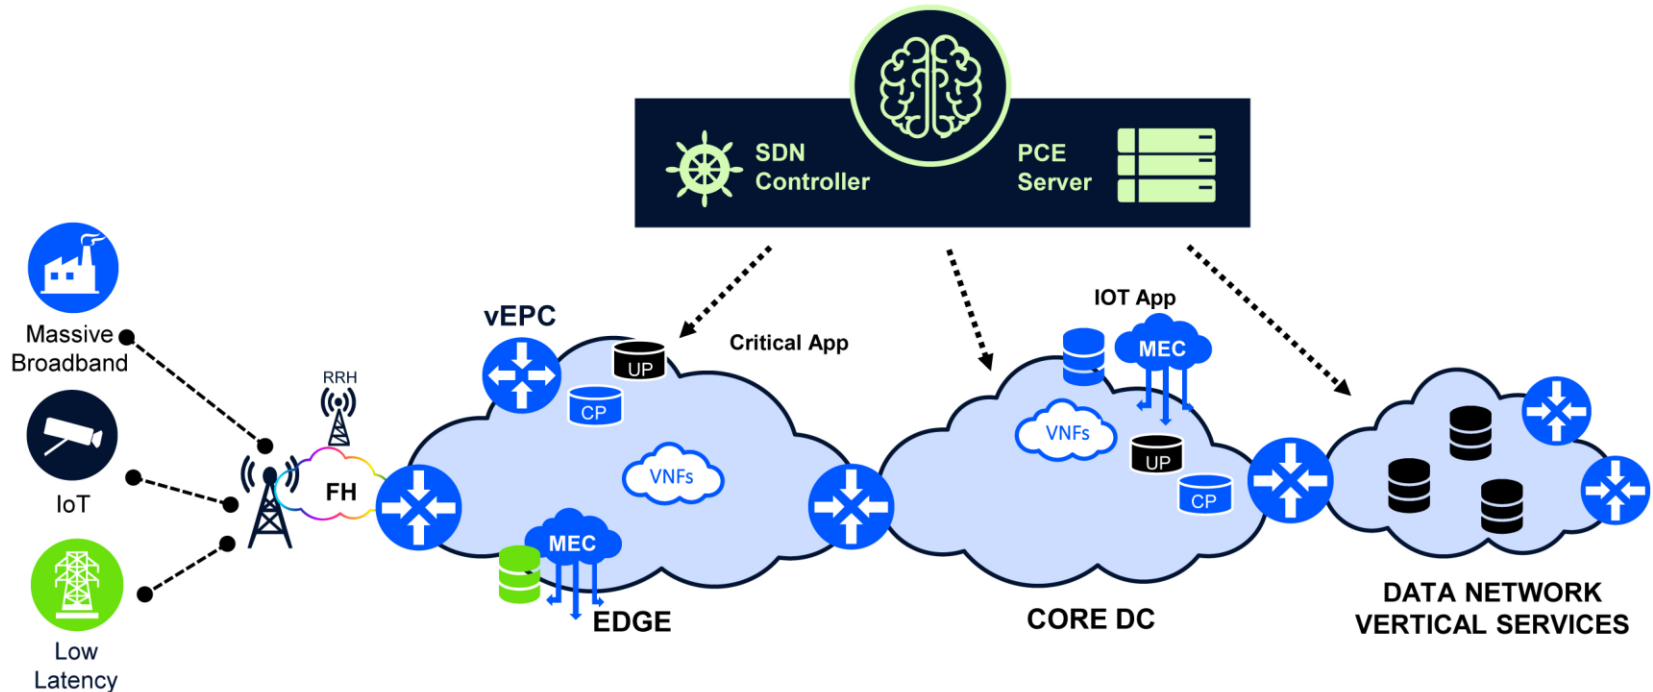 SDN
Controller
PCE
Server
Massive
Broadband
IoT
Low
Latency
RRH
FH
vEPC
UP
CP
Critical App
VNFs
MEC
EDGE
IOT App
MEC
VNFs
UP
CP
CORE DC
DATA NETWORK
VERTICAL SERVICES